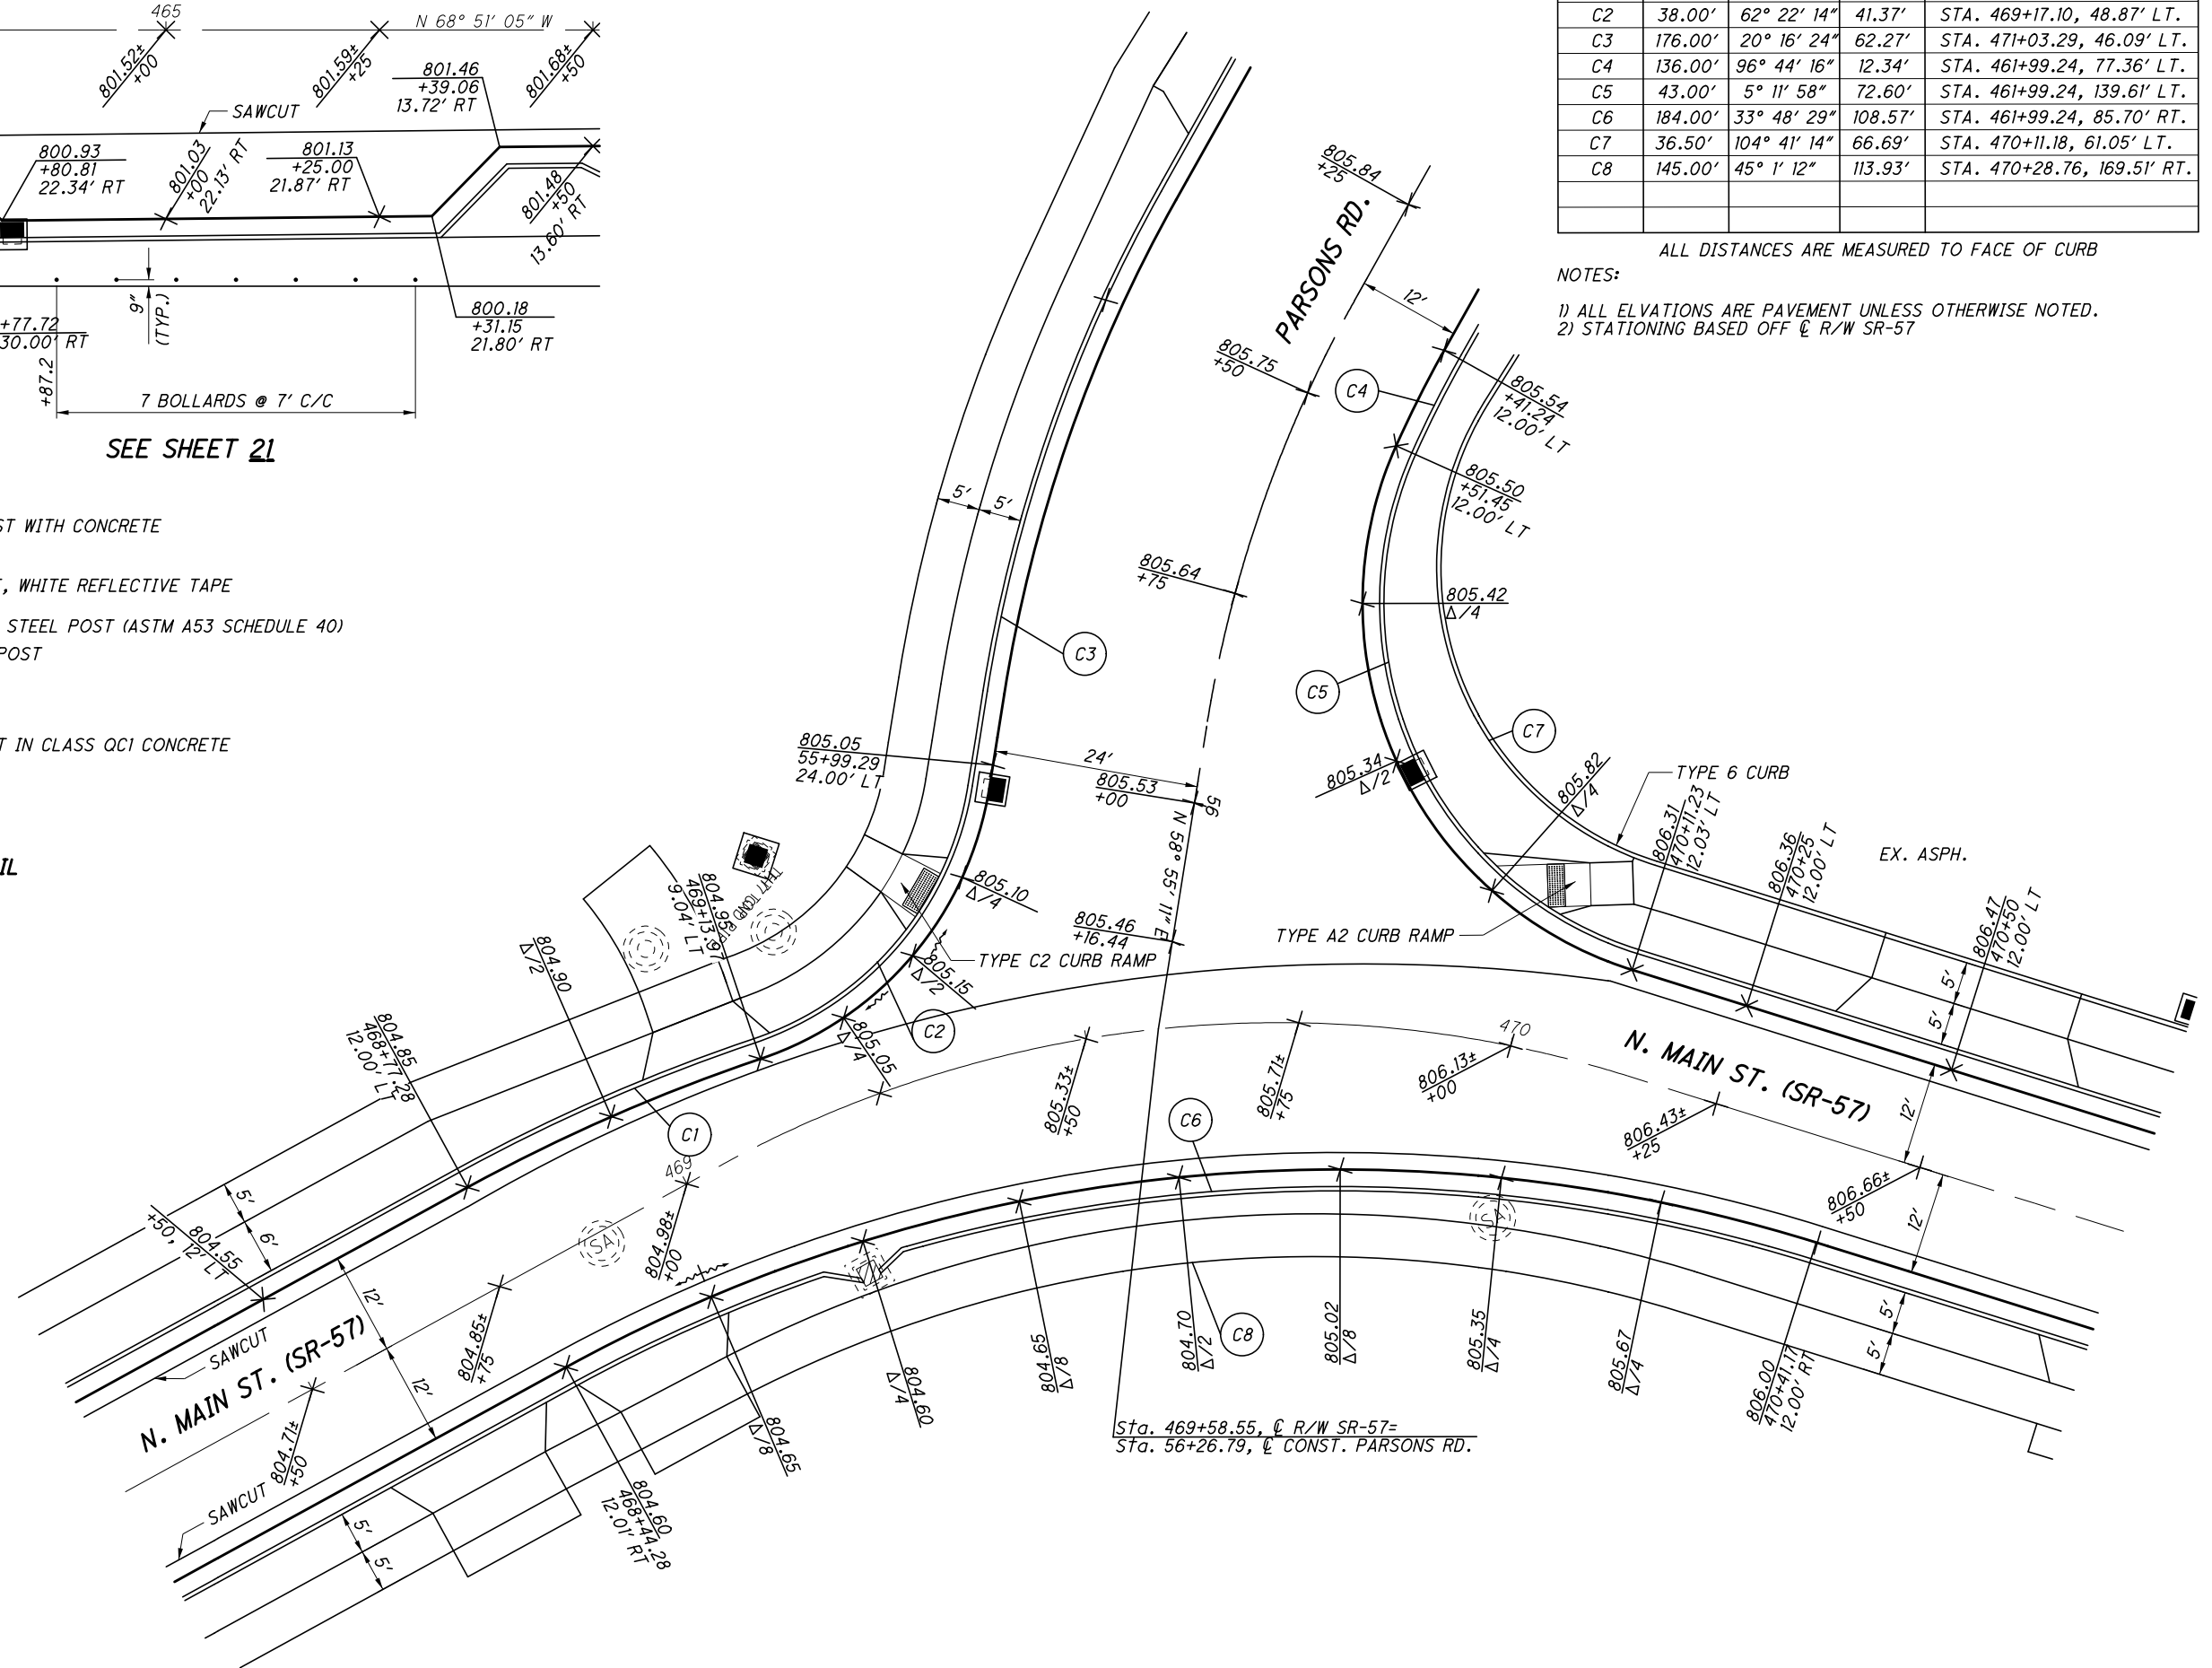 465
N 68° 51' 05" W
801.52±
+00
801.59±
+25
801.46
+39.06
13.72' RT
801.68±
+50
SAWCUT
800.93
+80.81
22.34' RT
801.03
+00
22.13' RT
801.13
+25.00
21.87' RT
801.48
+50
13.60' RT
9"
(TYP.)
800.18
+31.15
21.80' RT
+77.72
30.00' RT
+87.2
7 BOLLARDS @ 7' C/C
SEE SHEET 21
ST WITH CONCRETE
, WHITE REFLECTIVE TAPE
STEEL POST (ASTM A53 SCHEDULE 40)
POST
T IN CLASS QC1 CONCRETE
IL
C2 38.00' 62° 22' 14" 41.37' STA. 469+17.10, 48.87' LT.
C3 176.00' 20° 16' 24" 62.27' STA. 471+03.29, 46.09' LT.
C4 136.00' 96° 44' 16" 12.34' STA. 461+99.24, 77.36' LT.
C5 43.00' 5° 11' 58" 72.60' STA. 461+99.24, 139.61' LT.
C6 184.00' 33° 48' 29" 108.57' STA. 461+99.24, 85.70' RT.
C7 36.50' 104° 41' 14" 66.69' STA. 470+11.18, 61.05' LT.
C8 145.00' 45° 1' 12" 113.93' STA. 470+28.76, 169.51' RT.
ALL DISTANCES ARE MEASURED TO FACE OF CURB
NOTES:
1) ALL ELVATIONS ARE PAVEMENT UNLESS OTHERWISE NOTED.
2) STATIONING BASED OFF ℄ R/W SR-57
805.84
+25
PARSONS RD.
12'
805.75
+50
C4
805.54
+41.24
12.00' LT
805.50
+51.45
12.00' LT
5'
5'
805.64
+75
805.42
Δ/4
C3
C5
C7
805.05
55+99.29
24.00' LT
24'
805.53
+00
56
N 58° 55' 11" E
805.34
Δ/2
805.82
Δ/4
TYPE 6 CURB
806.31
470+11.23
12.03' LT
806.36
470+25
12.00' LT
EX. ASPH.
806.47
470+50
12.00' LT
805.10
Δ/4
805.46
+16.44
TYPE A2 CURB RAMP
TYPE C2 CURB RAMP
804.95
469+13.97
9.04' LT
804.90
Δ/2
805.15
Δ/2
C2
805.05
Δ/4
804.85
468+77.28
12.00' LT
C1
469
805.33±
+50
805.71±
+75
470
806.13±
+00
N. MAIN ST. (SR-57)
5'
5'
12'
C6
806.43±
+25
806.66±
+50
12'
5'
6'
804.55
+50, 12' LT
SA
804.98±
+00
SA
12'
SAWCUT
N. MAIN ST. (SR-57)
804.85±
+75
12'
804.71±
+50
SAWCUT
5'
5'
804.60
468+44.28
12.01' RT
804.65
Δ/8
804.60
Δ/4
804.65
Δ/8
804.70
Δ/2
C8
805.02
Δ/8
805.35
Δ/4
805.67
Δ/4
806.00
470+41.17
12.00' RT
5'
5'
Sta. 469+58.55, ℄ R/W SR-57=
Sta. 56+26.79, ℄ CONST. PARSONS RD.